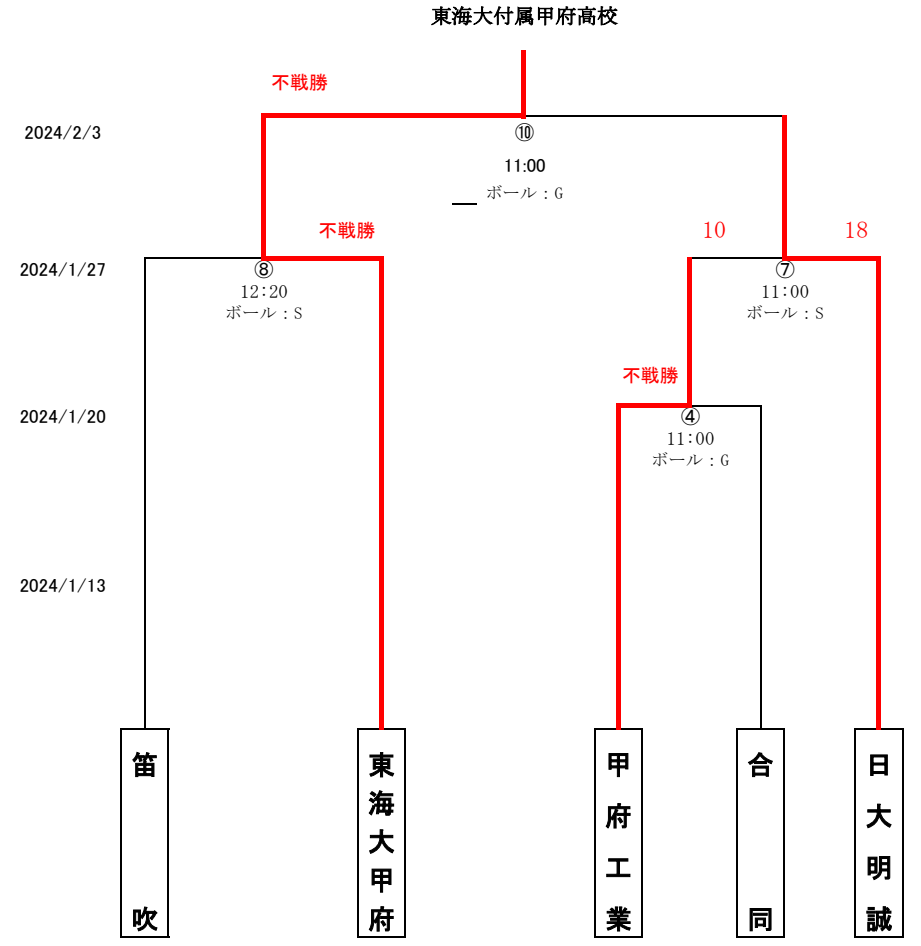 東海大付属甲府高校
不戦勝
2024/2/3
⑩
11:00
ボール：G
不戦勝
10
18
2024/1/27
⑧
⑦
12:20
11:00
ボール：S
ボール：S
不戦勝
2024/1/20
④
11:00
ボール：G
2024/1/13
笛吹
東海大甲府
甲府工業
合同
日大明誠